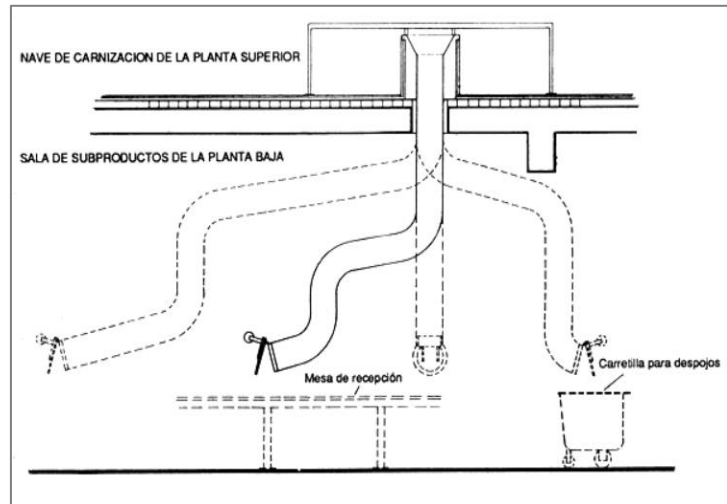 NAVE DE CARNIZACION DE LA PLANTA SUPERIOR
SALA DE SUBPRODUCTOS DE LA PLANTA BAJA
Mesa de recepción
Carretilla para despojos